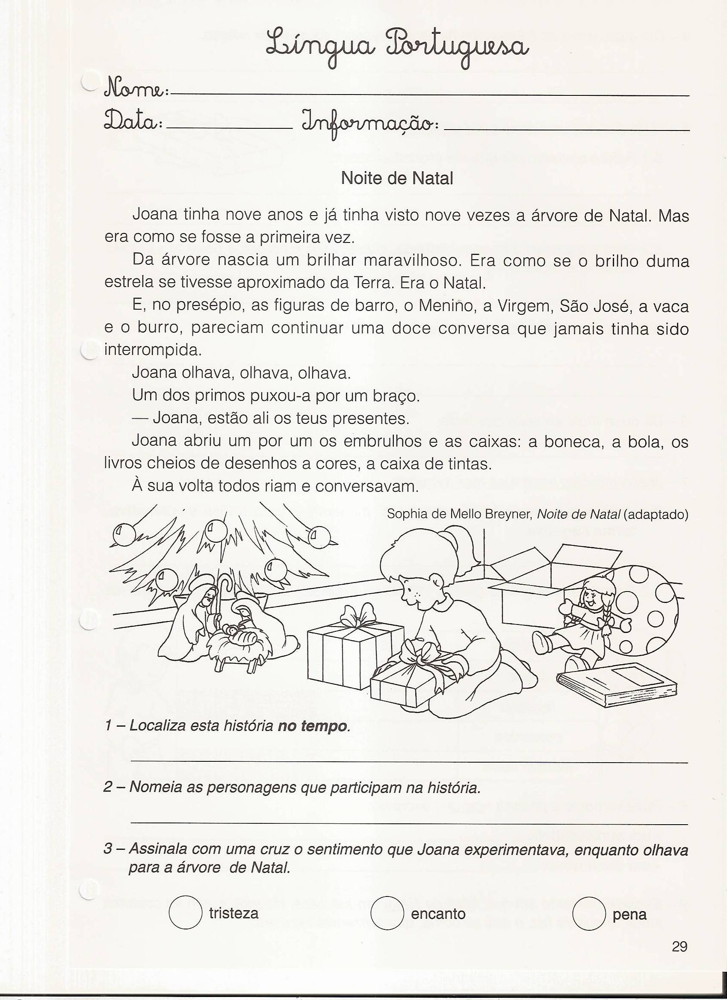 Língua Portuguesa
Nome:
Data: Informação:
Noite de Natal
Joana tinha nove anos e já tinha visto nove vezes a árvore de Natal. Mas
era como se fosse a primeira vez.
Da árvore nascia um brilhar maravilhoso. Era como se o brilho duma
estrela se tivesse aproximado da Terra. Era o Natal.
E, no presépio, as figuras de barro, o Menino, a Virgem, São José, a vaca
e o burro, pareciam continuar uma doce conversa que jamais tinha sido
interrompida.
Joana olhava, olhava, olhava.
Um dos primos puxou-a por um braço.
— Joana, estão ali os teus presentes.
Joana abriu um por um os embrulhos e as caixas: a boneca, a bola, os
livros cheios de desenhos a cores, a caixa de tintas.
À sua volta todos riam e conversavam.
Sophia de Mello Breyner, Noite de Natal (adaptado)
1 – Localiza esta história no tempo.
2 – Nomeia as personagens que participam na história.
3 – Assinala com uma cruz o sentimento que Joana experimentava, enquanto olhava
para a árvore de Natal.
tristeza encanto pena
29